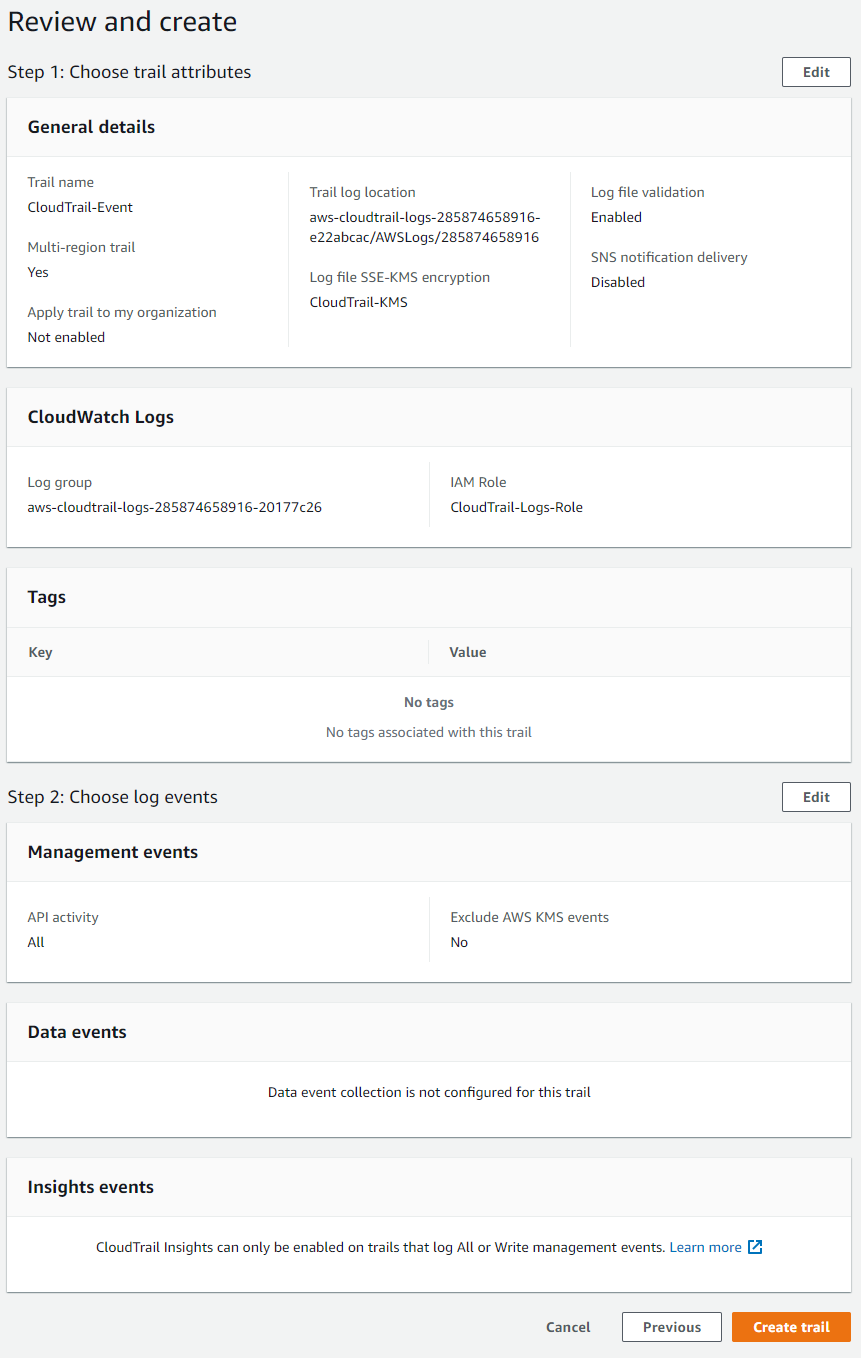 Review and create
Step 1: Choose trail attributes
Edit
General details
Trail name
CloudTrail-Event
Multi-region trail
Yes
Apply trail to my organization
Not enabled
Trail log location
aws-cloudtrail-logs-285874658916-
e22abcac/AWSLogs/285874658916
Log file SSE-KMS encryption
CloudTrail-KMS
Log file validation
Enabled
SNS notification delivery
Disabled
CloudWatch Logs
Log group
aws-cloudtrail-logs-285874658916-20177c26
IAM Role
CloudTrail-Logs-Role
Tags
Key
Value
No tags
No tags associated with this trail
Step 2: Choose log events
Edit
Management events
API activity
All
Exclude AWS KMS events
No
Data events
Data event collection is not configured for this trail
Insights events
CloudTrail Insights can only be enabled on trails that log All or Write management events. Learn more
Cancel
Previous
Create trail